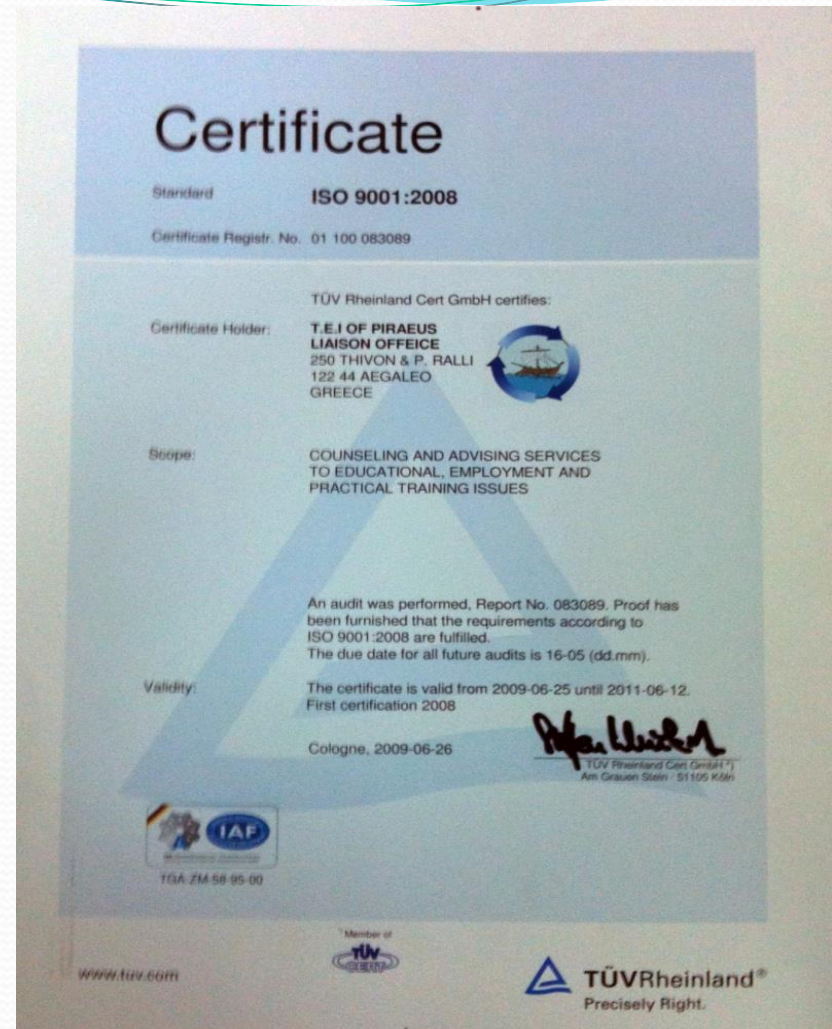 Certificate
Standard ISO 9001:2008
Certificate Registr. No. 01 100 083089
TÜV Rheinland Cert GmbH certifies:
Certificate Holder: T.E.I OF PIRAEUS
LIAISON OFFEICE
250 THIVON & P. RALLI
122 44 AEGALEO
GREECE
Scope: COUNSELING AND ADVISING SERVICES
TO EDUCATIONAL, EMPLOYMENT AND
PRACTICAL TRAINING ISSUES
An audit was performed, Report No. 083089. Proof has
been furnished that the requirements according to
ISO 9001:2008 are fulfilled.
The due date for all future audits is 16-05 (dd.mm).
Validity: The certificate is valid from 2009-06-25 until 2011-06-12.
First certification 2008
Cologne, 2009-06-26
TÜV Rheinland Cert GmbH *)
Am Grauen Stein · 51105 Köln
IAF
TGA-ZM-58-95-00
Member of
TÜV
CERT
www.tuv.com
TÜVRheinland®
Precisely Right.